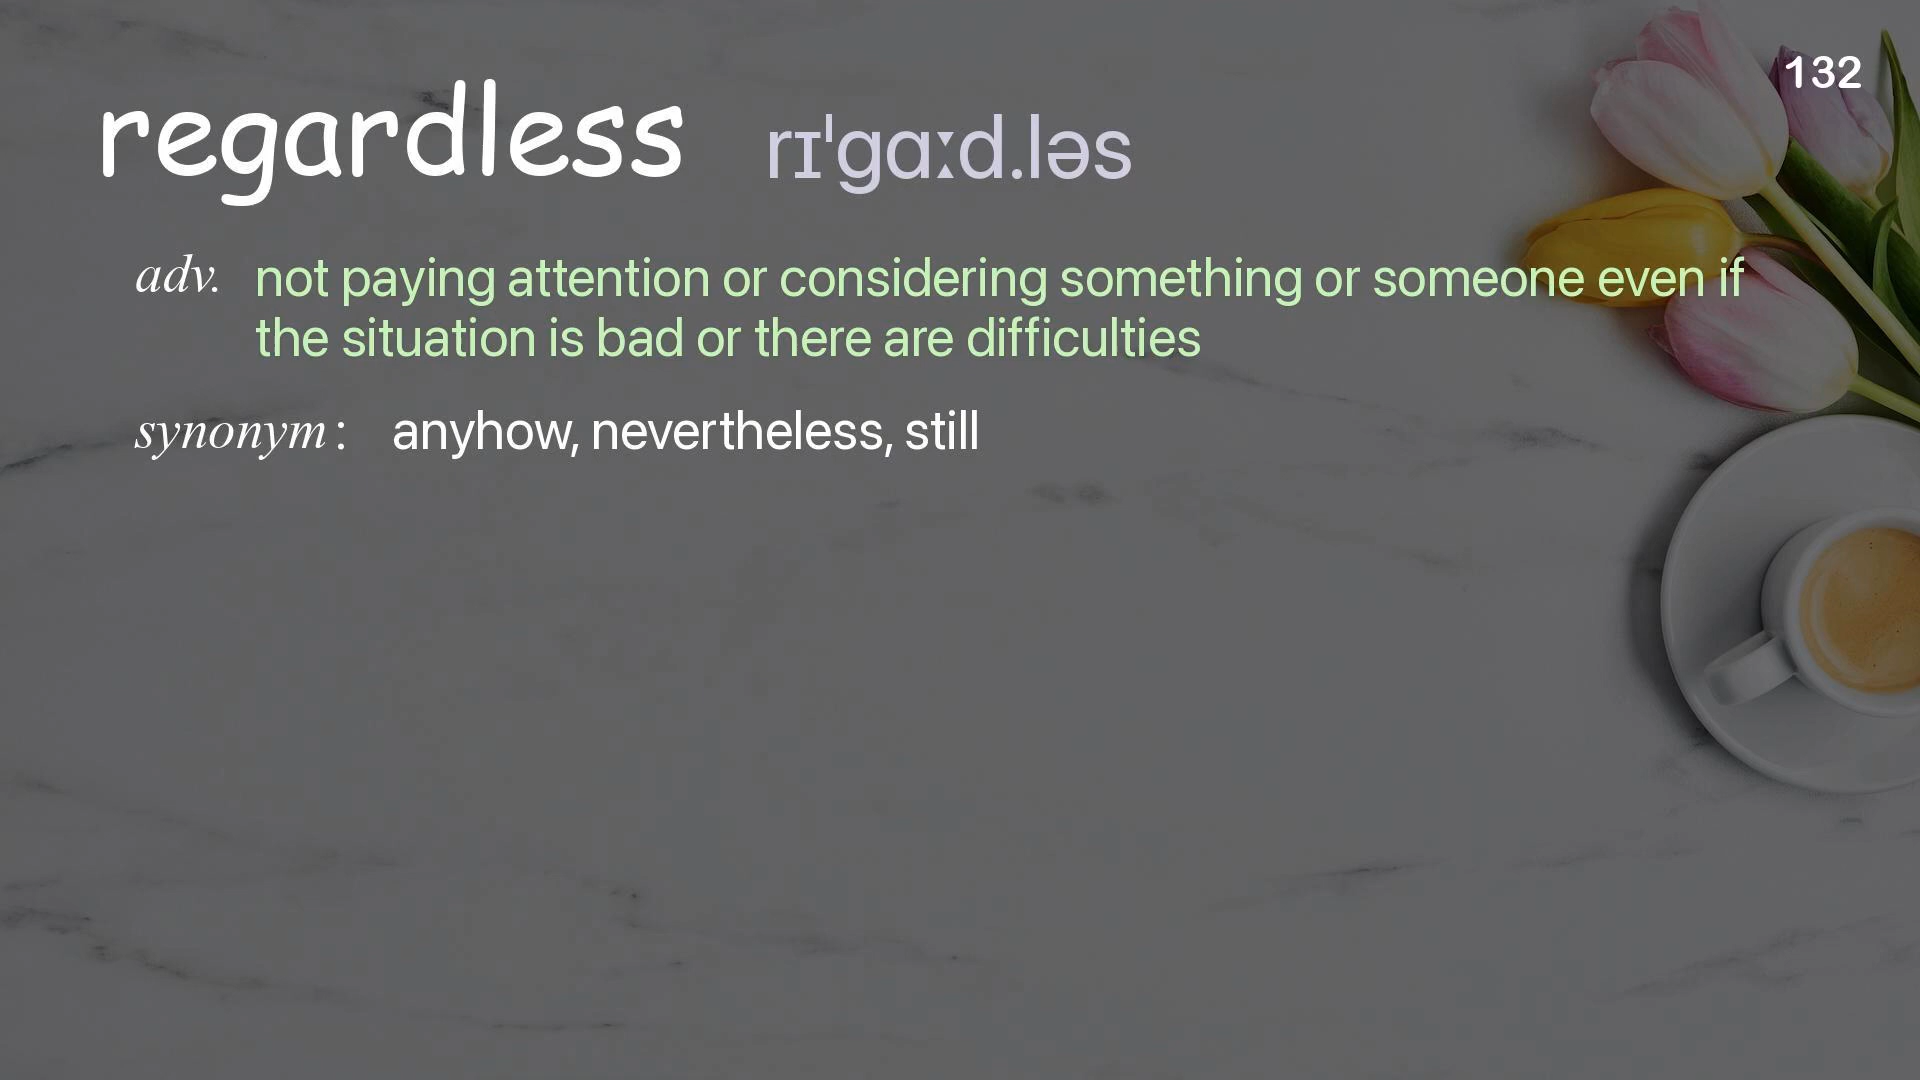 132
regardless rɪˈɡɑːd.ləs
adv. not paying attention or considering something or someone even if
the situation is bad or there are difficulties
synonym: anyhow, nevertheless, still